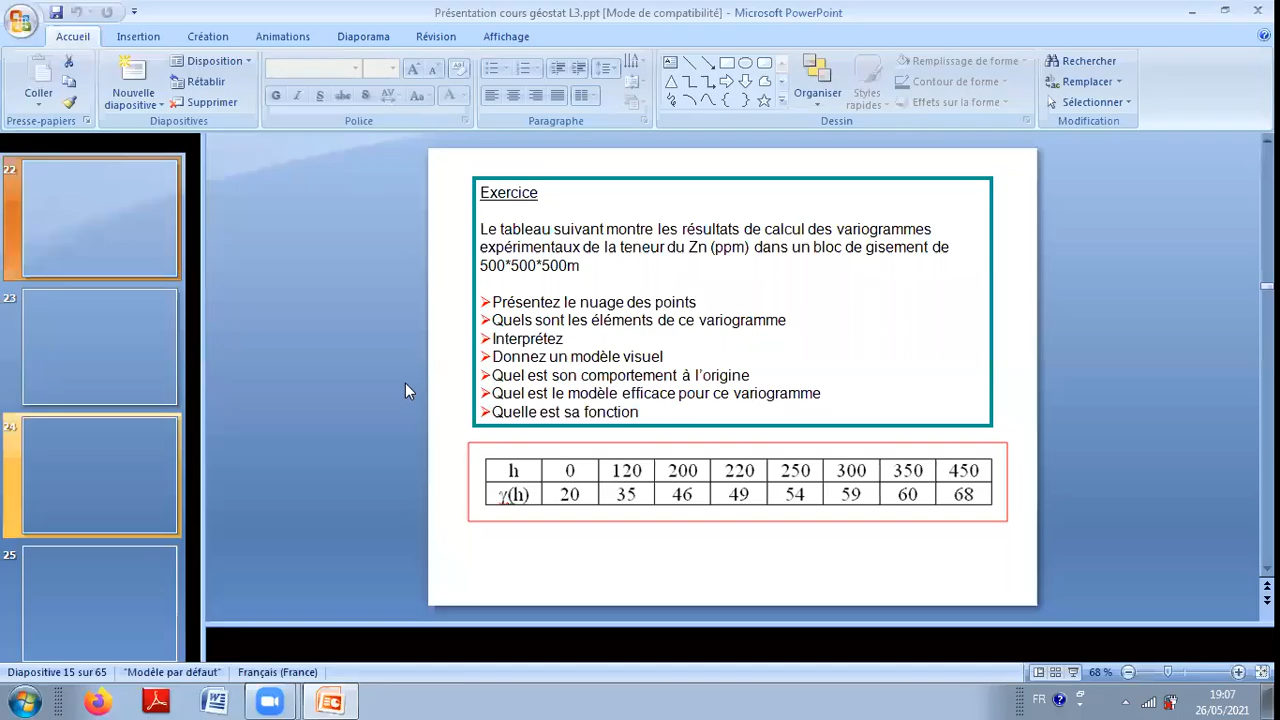 Présentation cours géostat L3.ppt [Mode de compatibilité] - Microsoft PowerPoint
Accueil Insertion Création Animations Diaporama Révision Affichage
Coller
Presse-papiers
Nouvelle diapositive
Disposition
Rétablir
Supprimer
Diapositives
G I S abc S AV Aa A
Police
Paragraphe
Organiser
Styles rapides
Remplissage de forme
Contour de forme
Effets sur la forme
Dessin
Rechercher
Remplacer
Sélectionner
Modification
22
23
24
25
Exercice
Le tableau suivant montre les résultats de calcul des variogrammes
expérimentaux de la teneur du Zn (ppm) dans un bloc de gisement de
500*500*500m
Présentez le nuage des points
Quels sont les éléments de ce variogramme
Interprétez
Donnez un modèle visuel
Quel est son comportement à l'origine
Quel est le modèle efficace pour ce variogramme
Quelle est sa fonction
h 0 120 200 220 250 300 350 450
γ(h) 20 35 46 49 54 59 60 68
Diapositive 15 sur 65 "Modèle par défaut" Français (France) 68 %
FR 19:07
26/05/2021